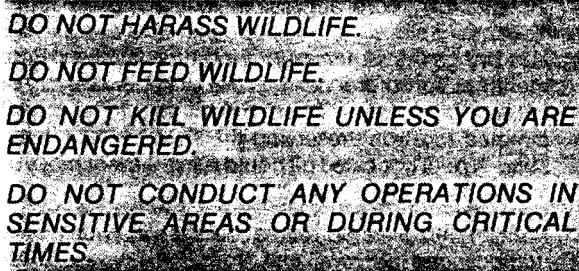 DO NOT HARASS WILDLIFE.
DO NOT FEED WILDLIFE.
DO NOT KILL WILDLIFE UNLESS YOU ARE
ENDANGERED.
DO NOT CONDUCT ANY OPERATIONS IN
SENSITIVE AREAS OR DURING CRITICAL
TIMES.